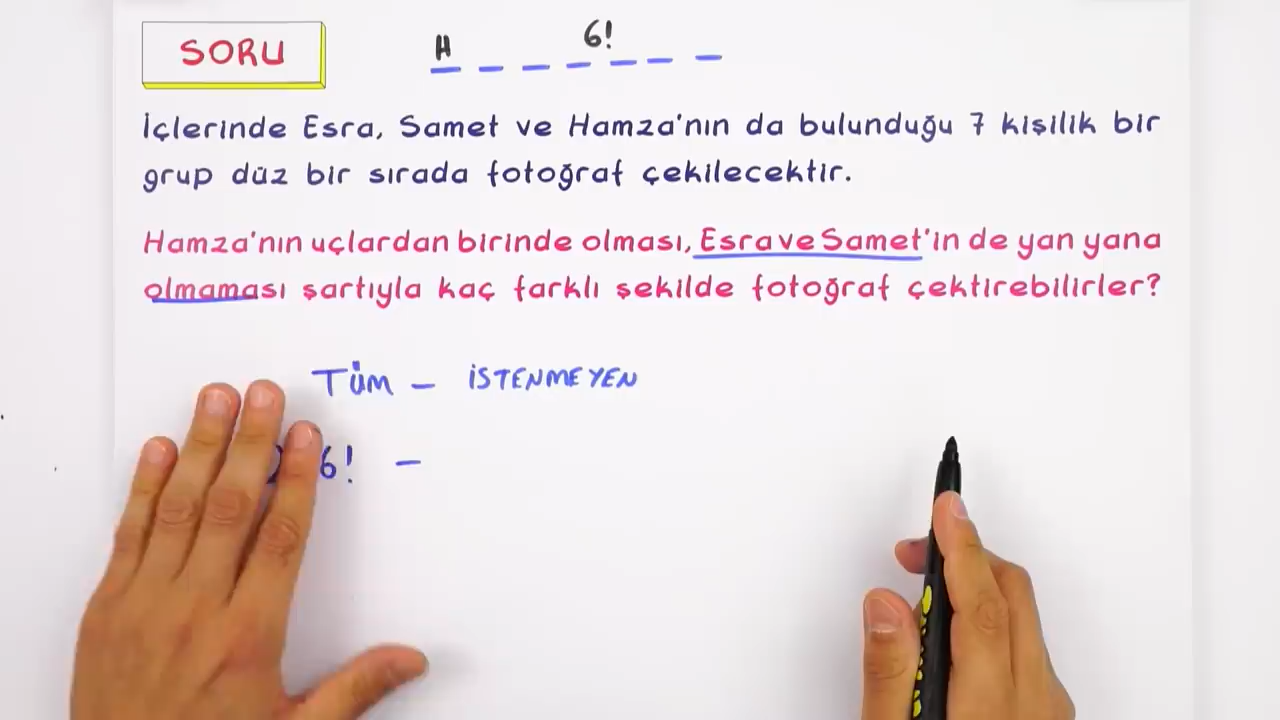 SORU
H 6!
İçlerinde Esra, Samet ve Hamza'nın da bulunduğu 7 kişilik bir
grup düz bir sırada fotoğraf çekilecektir.
Hamza'nın uçlardan birinde olması, Esra ve Samet'in de yan yana
olmaması şartıyla kaç farklı şekilde fotoğraf çektirebilirler?
TÜM – İSTENMEYEN
6! –